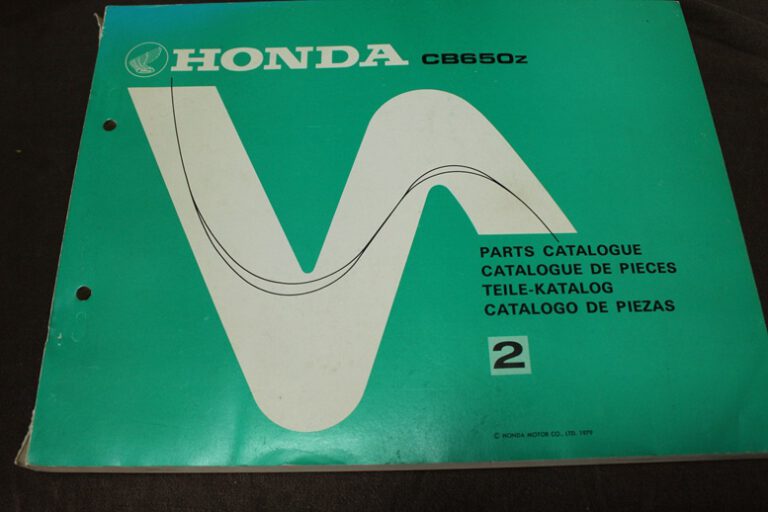 HONDA CB650Z
PARTS CATALOGUE
CATALOGUE DE PIECES
TEILE-KATALOG
CATALOGO DE PIEZAS
2
© HONDA MOTOR CO., LTD. 1979